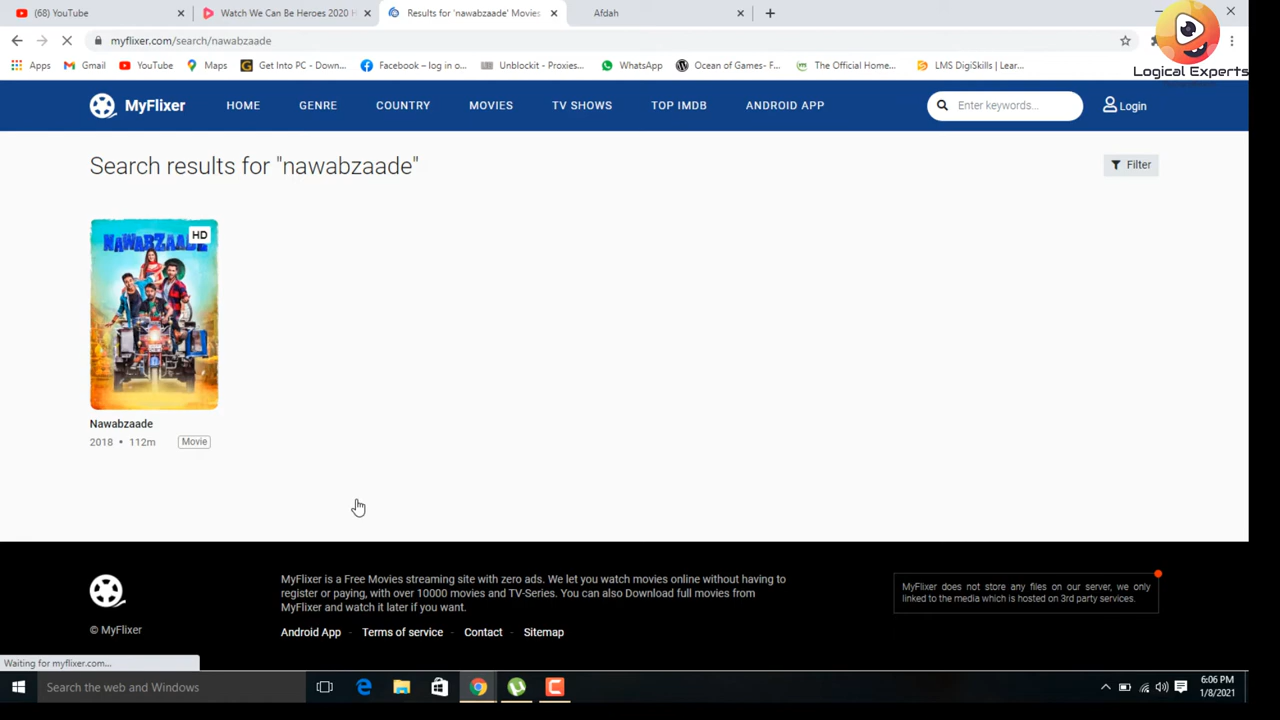 (68) YouTube
Watch We Can Be Heroes 2020 H
Results for 'nawabzaade' Movies
Afdah
myflixer.com/search/nawabzaade
Apps
Gmail
YouTube
Maps
Get Into PC - Down...
Facebook – log in o...
Unblockit - Proxies...
WhatsApp
Ocean of Games- F...
The Official Home...
LMS DigiSkills | Lear...
Logical Experts
MyFlixer
HOME
GENRE
COUNTRY
MOVIES
TV SHOWS
TOP IMDB
ANDROID APP
Enter keywords...
Login
Search results for "nawabzaade"
Filter
HD
NAWABZAADE
Nawabzaade
2018 • 112m
Movie
MyFlixer is a Free Movies streaming site with zero ads. We let you watch movies online without having to
register or paying, with over 10000 movies and TV-Series. You can also Download full movies from
MyFlixer and watch it later if you want.
MyFlixer does not store any files on our server, we only
linked to the media which is hosted on 3rd party services.
© MyFlixer
Android App - Terms of service - Contact - Sitemap
Waiting for myflixer.com...
Search the web and Windows
6:06 PM
1/8/2021